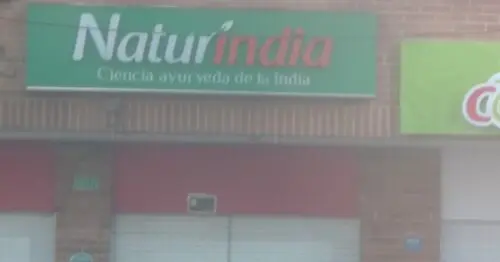 Naturindia
Ciencia ayurveda de la India